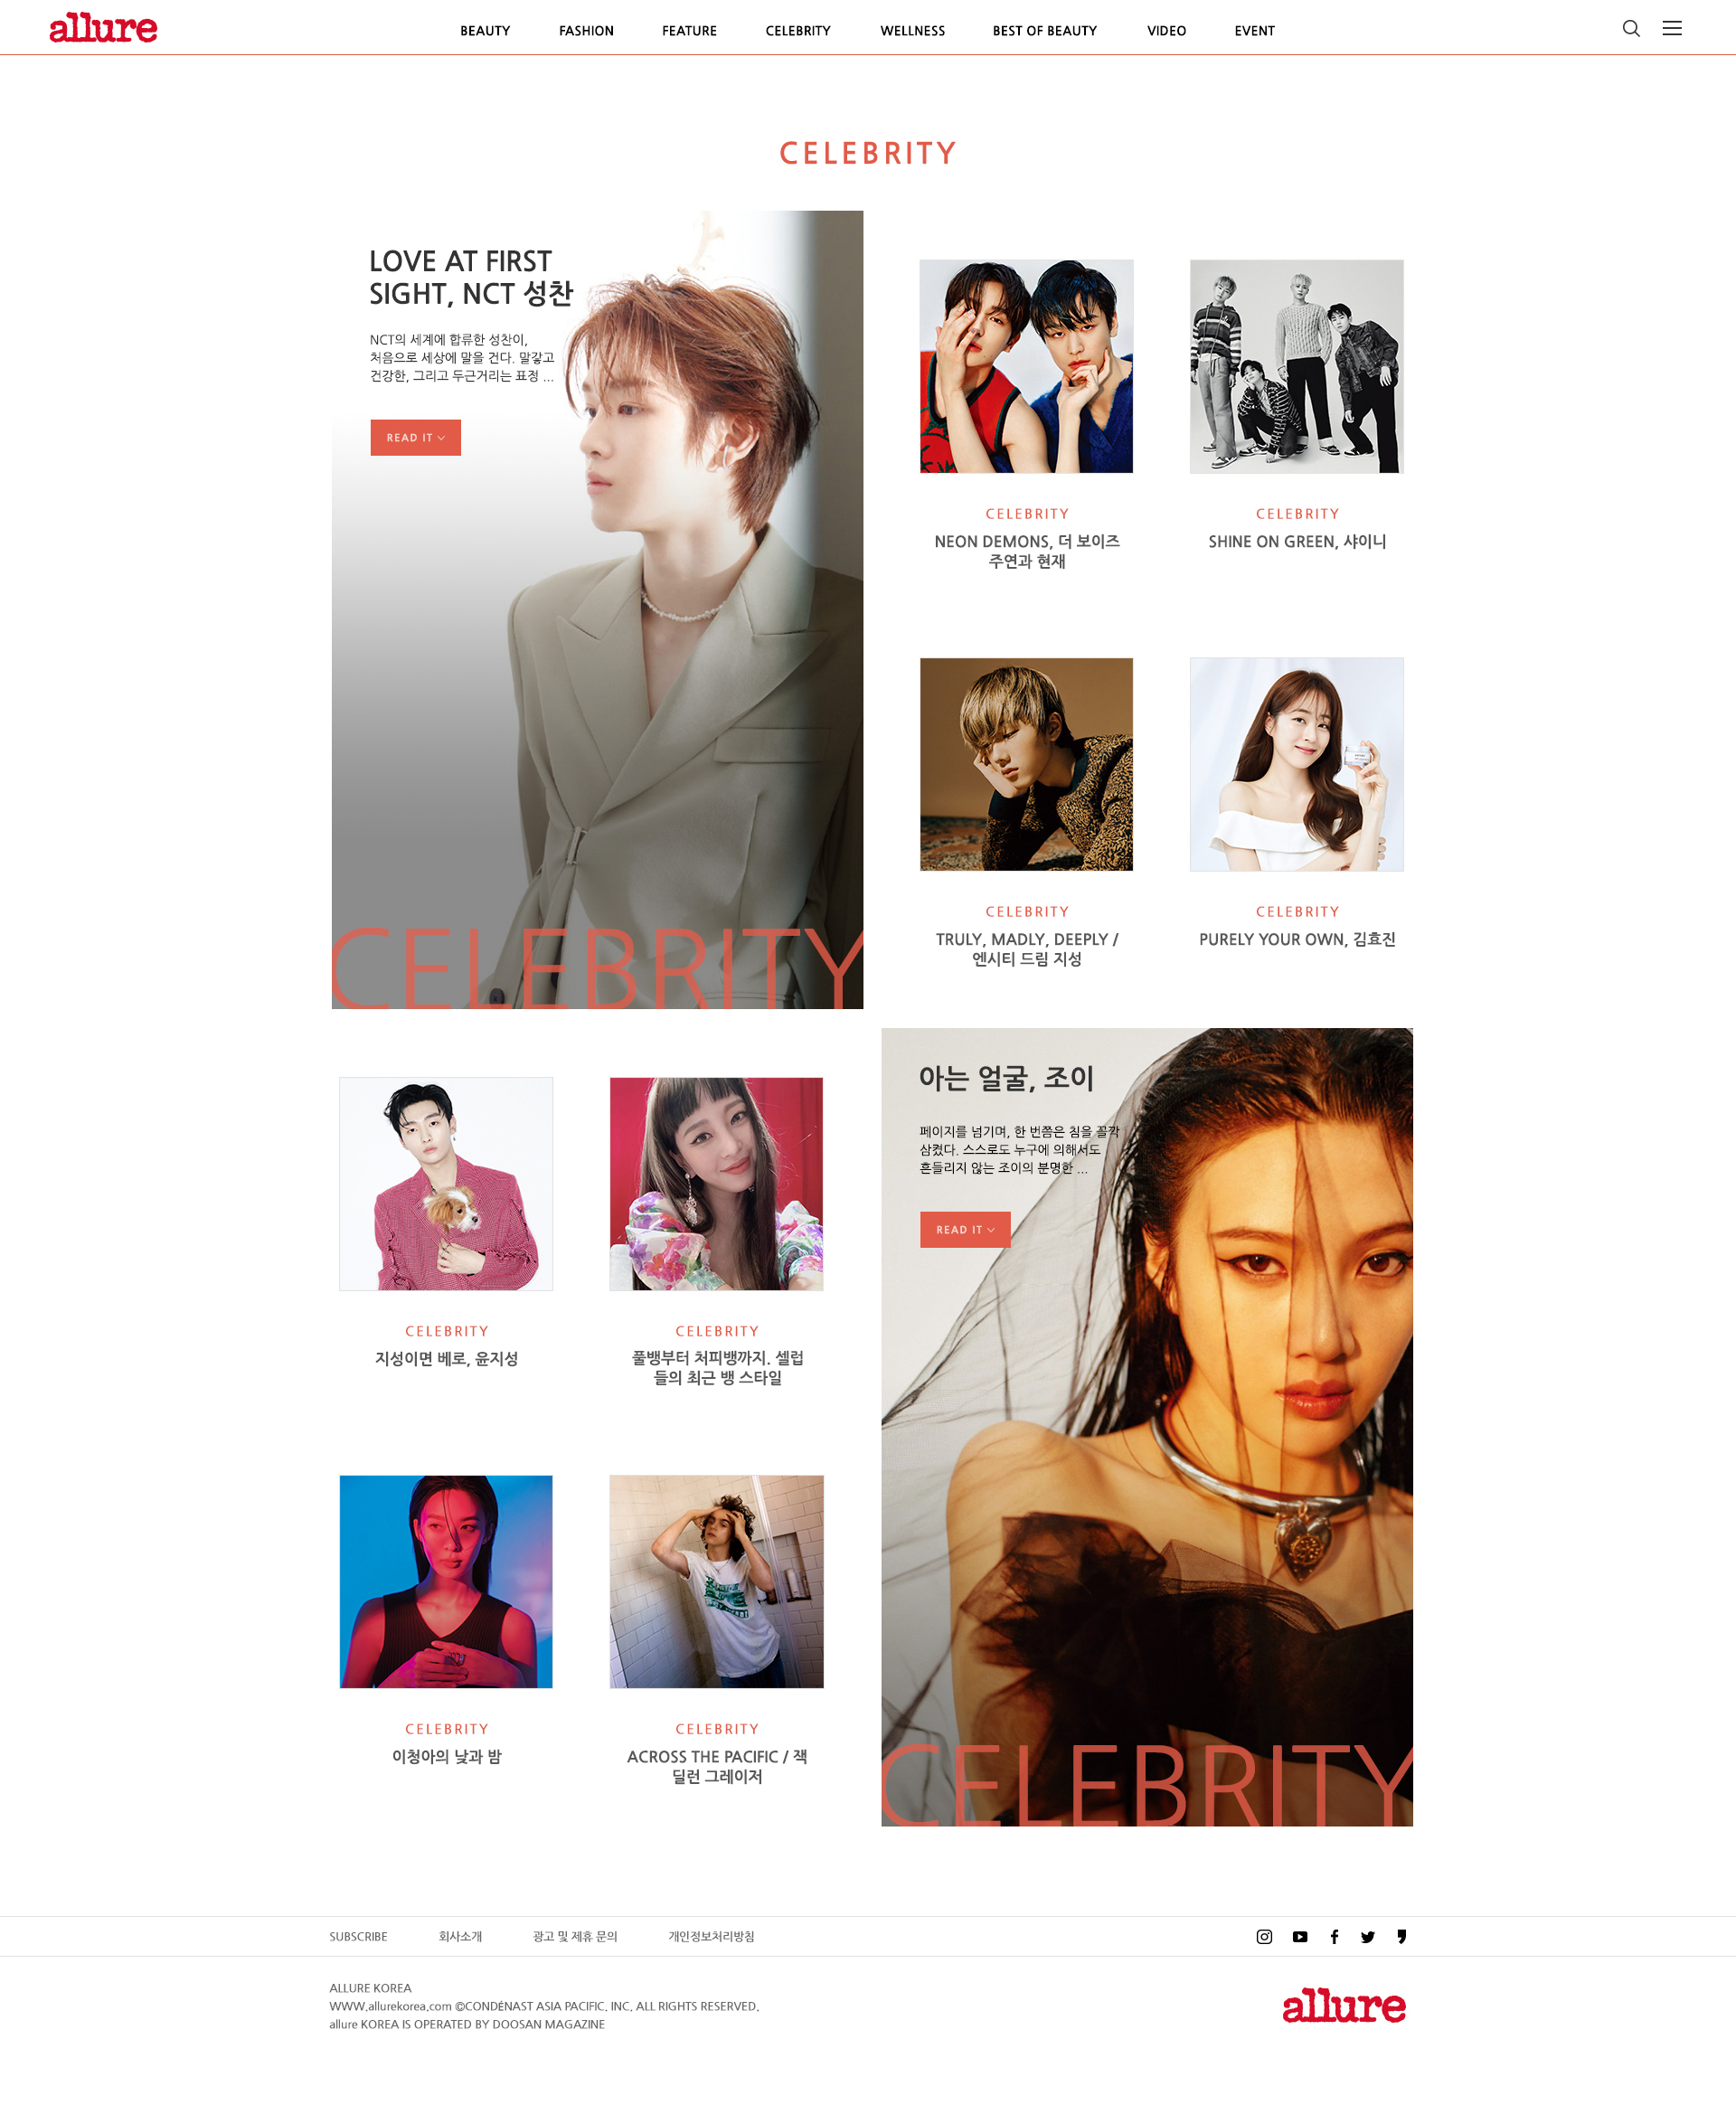 allure
BEAUTY FASHION FEATURE CELEBRITY WELLNESS BEST OF BEAUTY VIDEO EVENT
CELEBRITY
LOVE AT FIRST
SIGHT, NCT 성찬
NCT의 세계에 합류한 성찬이,
처음으로 세상에 말을 건다. 말갛고
건강한, 그리고 두근거리는 표정 ...
READ IT
CELEBRITY
CELEBRITY
NEON DEMONS, 더 보이즈
주연과 현재
CELEBRITY
SHINE ON GREEN, 샤이니
CELEBRITY
TRULY, MADLY, DEEPLY /
엔시티 드림 지성
CELEBRITY
PURELY YOUR OWN, 김효진
CELEBRITY
지성이면 베로, 윤지성
CELEBRITY
풀뱅부터 처피뱅까지. 셀럽
들의 최근 뱅 스타일
CELEBRITY
이청아의 낮과 밤
CELEBRITY
ACROSS THE PACIFIC / 잭
딜런 그레이저
아는 얼굴, 조이
페이지를 넘기며, 한 번쯤은 침을 꼴깍
삼켰다. 스스로도 누구에 의해서도
흔들리지 않는 조이의 분명한 ...
READ IT
CELEBRITY
SUBSCRIBE 회사소개 광고 및 제휴 문의 개인정보처리방침
ALLURE KOREA
WWW.allurekorea.com ©CONDÉNAST ASIA PACIFIC, INC. ALL RIGHTS RESERVED.
allure KOREA IS OPERATED BY DOOSAN MAGAZINE
allure